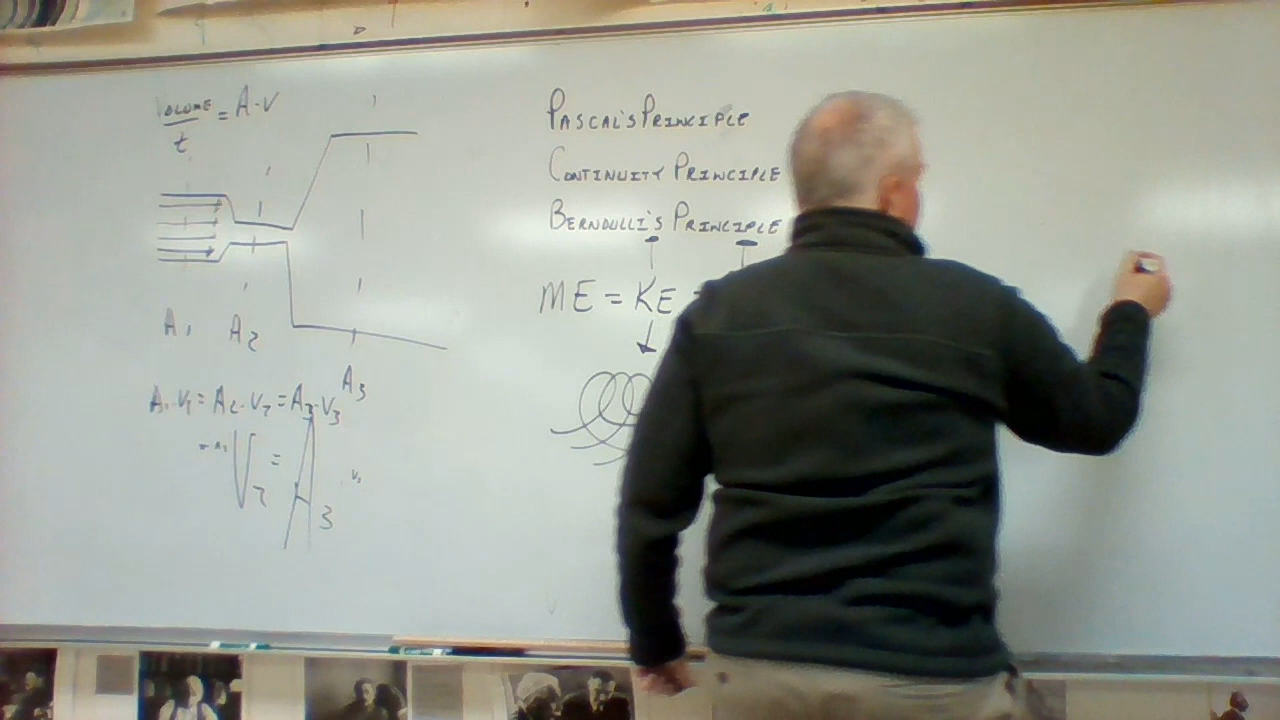 VOLUME
t
= A·V
A1 A2
A3
A1·V1 = A2·V2 = A3·V3
V2 = A3
PASCAL'S PRINCIPLE
CONTINUITY PRINCIPLE
BERNOULLI'S PRINCIPLE
ME = KE